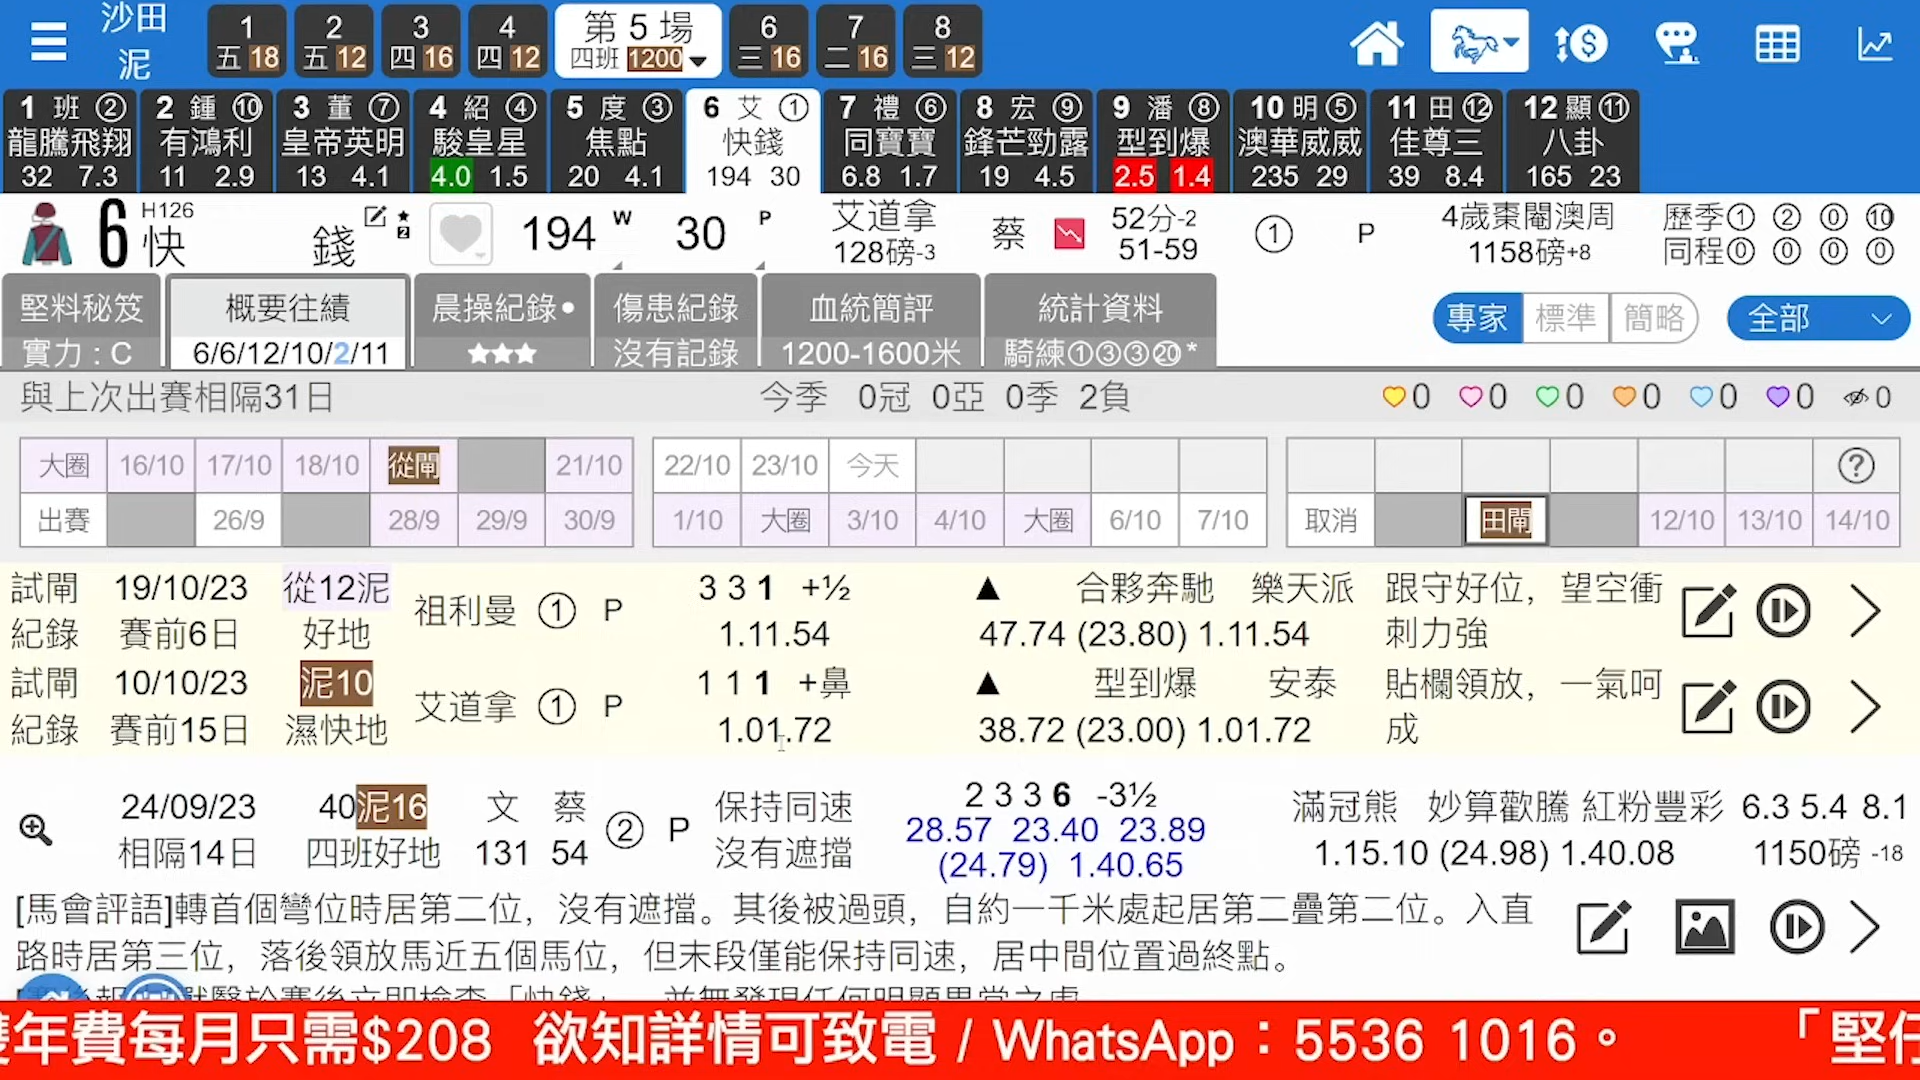 沙田
泥
1 2 3 4 第 5 場 6 7 8
五18 五12 四16 四12 四班 1200 三16 二16 三12
1 班 ② 2 鍾 ⑩ 3 董 ⑦ 4 紹 ④ 5 度 ③ 6 艾 ① 7 禮 ⑥ 8 宏 ⑨ 9 潘 ⑧ 10 明 ⑤ 11 田 ⑫ 12 顯 ⑪
龍騰飛翔 有鴻利 皇帝英明 駿皇星 焦點 快錢 同寶寶 鋒芒勁露 型到爆 澳華威威 佳尊三 八卦
32 7.3 11 2.9 13 4.1 4.0 1.5 20 4.1 194 30 6.8 1.7 19 4.5 2.5 1.4 235 29 39 8.4 165 23
6 H126 快 錢 2 194 W 30 P 艾道拿 蔡 52分-2 ① P 4歲棗閹澳周 歷季① ② ⓪ ⑩
128磅-3 51-59 1158磅+8 同程⓪ ⓪ ⓪ ⓪
堅料秘笈 概要往績 晨操紀錄• 傷患紀錄 血統簡評 統計資料 專家 標準 簡略 全部
實力 : C 6/6/12/10/2/11 ★★★ 沒有記錄 1200-1600米 騎練①③③⑳*
與上次出賽相隔31日 今季 0冠 0亞 0季 2負 0 0 0 0 0 0 0
大圈 16/10 17/10 18/10 從閘 21/10 22/10 23/10 今天 ?
出賽 26/9 28/9 29/9 30/9 1/10 大圈 3/10 4/10 大圈 6/10 7/10 取消 田閘 12/10 13/10 14/10
試閘 19/10/23 從12泥 祖利曼 ① P 3 3 1 +½ ▲ 合夥奔馳 樂天派 跟守好位，望空衝
紀錄 賽前6日 好地 1.11.54 47.74 (23.80) 1.11.54 刺力強
試閘 10/10/23 泥10 艾道拿 ① P 1 1 1 +鼻 ▲ 型到爆 安泰 貼欄領放，一氣呵
紀錄 賽前15日 濕快地 1.01.72 38.72 (23.00) 1.01.72 成
24/09/23 40泥16 文 蔡 ② P 保持同速 2 3 3 6 -3½ 滿冠熊 妙算歡騰 紅粉豐彩 6.3 5.4 8.1
28.57 23.40 23.89
相隔14日 四班好地 131 54 沒有遮擋 (24.79) 1.40.65 1.15.10 (24.98) 1.40.08 1150磅 -18
[馬會評語]轉首個彎位時居第二位，沒有遮擋。其後被過頭，自約一千米處起居第二疊第二位。入直
路時居第三位，落後領放馬近五個馬位，但末段僅能保持同速，居中間位置過終點。
年費每月只需$208 欲知詳情可致電 / WhatsApp：5536 1016。 「堅